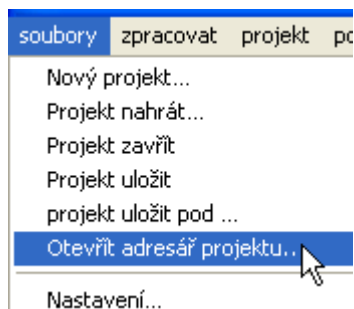 soubory zpracovat projekt
Nový projekt...
Projekt nahrát...
Projekt zavřít
Projekt uložit
projekt uložit pod ...
Otevřít adresář projektu..
Nastavení...